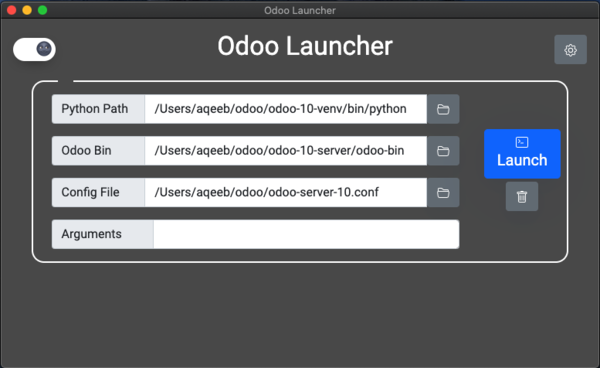 Odoo Launcher
Odoo Launcher
Python Path /Users/aqeeb/odoo/odoo-10-venv/bin/python
Odoo Bin /Users/aqeeb/odoo/odoo-10-server/odoo-bin
Launch
Config File /Users/aqeeb/odoo/odoo-server-10.conf
Arguments